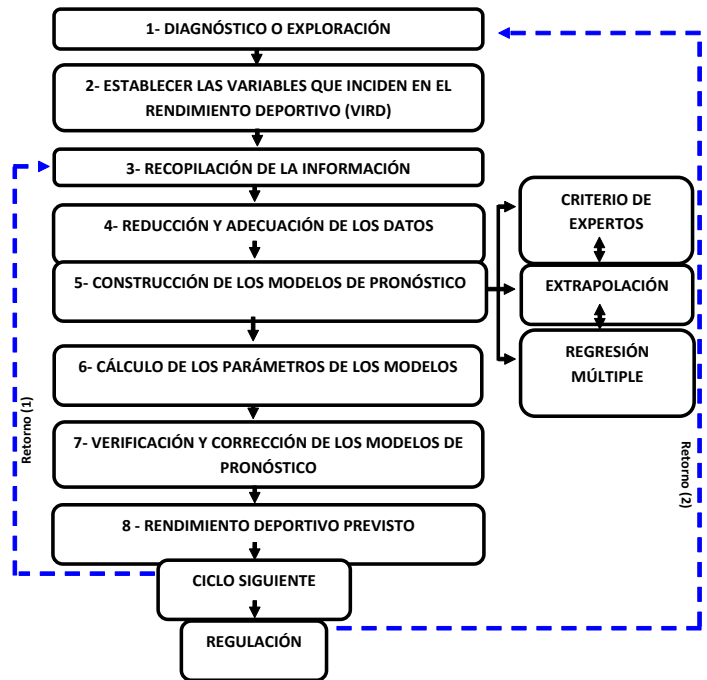 1- DIAGNÓSTICO O EXPLORACIÓN
2- ESTABLECER LAS VARIABLES QUE INCIDEN EN EL
RENDIMIENTO DEPORTIVO (VIRD)
3- RECOPILACIÓN DE LA INFORMACIÓN
4- REDUCCIÓN Y ADECUACIÓN DE LOS DATOS
5- CONSTRUCCIÓN DE LOS MODELOS DE PRONÓSTICO
CRITERIO DE
EXPERTOS
EXTRAPOLACIÓN
REGRESIÓN
MÚLTIPLE
6- CÁLCULO DE LOS PARÁMETROS DE LOS MODELOS
7- VERIFICACIÓN Y CORRECCIÓN DE LOS MODELOS DE
PRONÓSTICO
8 - RENDIMIENTO DEPORTIVO PREVISTO
CICLO SIGUIENTE
REGULACIÓN
Retorno (1)
Retorno (2)